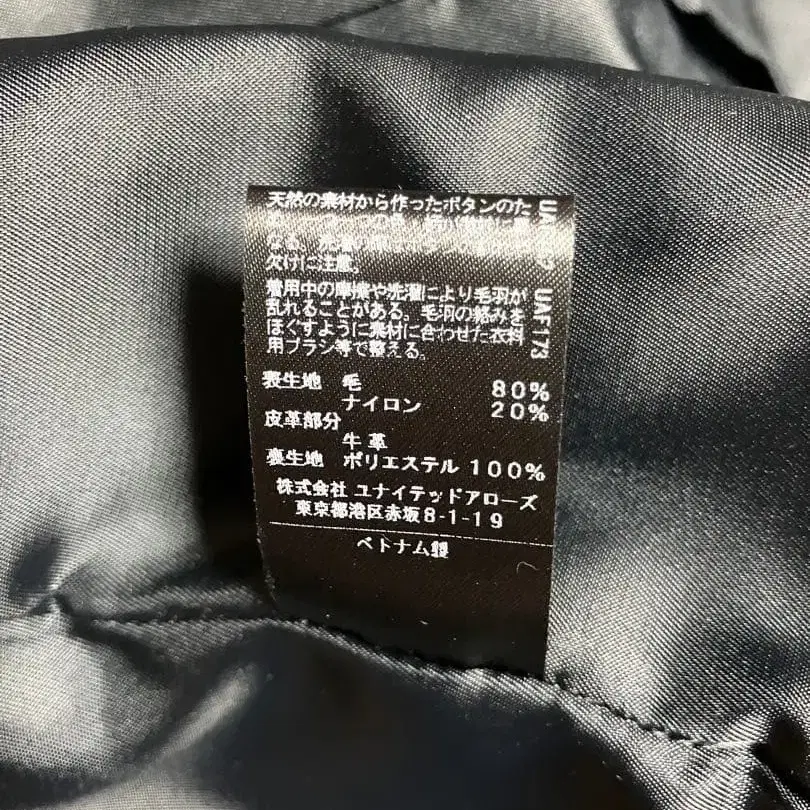 天然の素材から作ったボタンのた
欠けに注意。
着用中の摩擦や洗濯により毛羽が
乱れることがある。毛羽の絡みを
ほぐすように素材に合わせた衣料
用ブラシ等で整える。
表生地 毛 80%
ナイロン 20%
皮革部分
牛革
裏生地 ポリエステル 100%
株式会社 ユナイテッドアローズ
東京都港区赤坂8-1-19
ベトナム製
UAF173